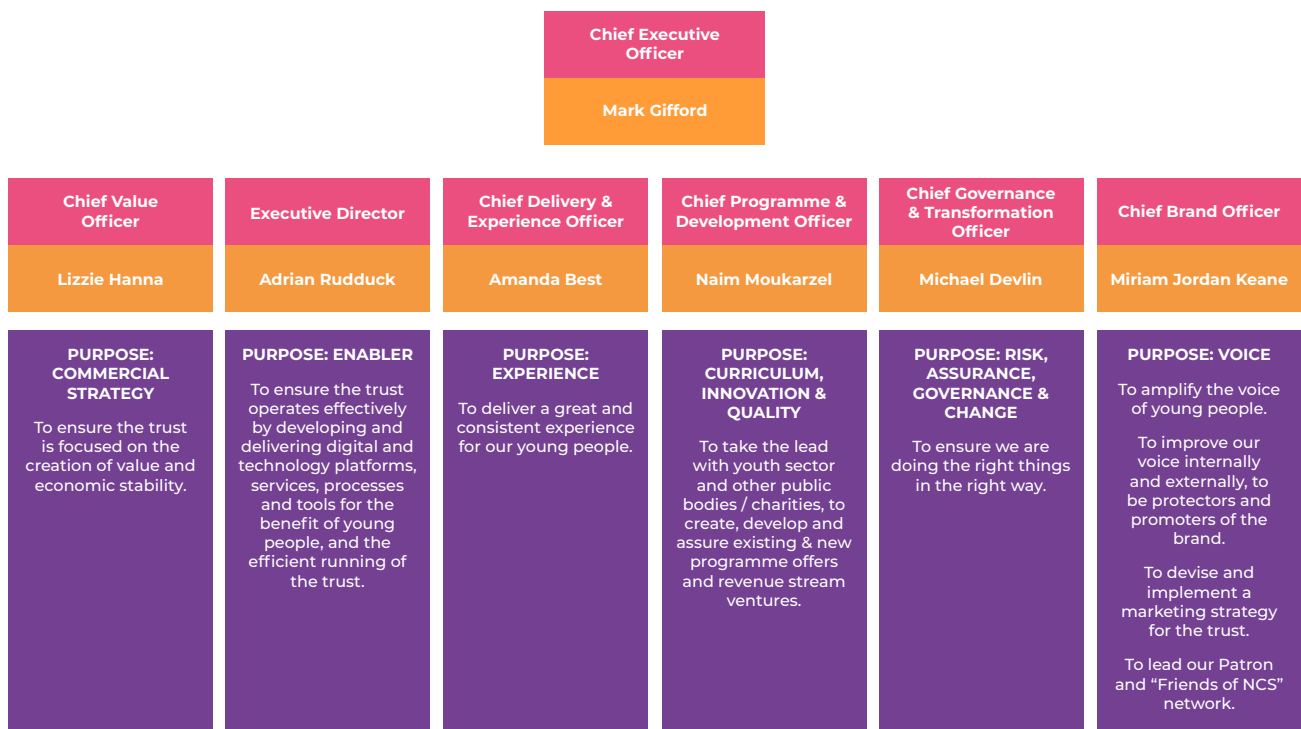 Chief Executive
Officer
Mark Gifford
Chief Value
Officer
Lizzie Hanna
PURPOSE:
COMMERCIAL
STRATEGY
To ensure the trust
is focused on the
creation of value and
economic stability.
Executive Director
Adrian Rudduck
PURPOSE: ENABLER
To ensure the trust
operates effectively
by developing and
delivering digital and
technology platforms,
services, processes
and tools for the
benefit of young
people, and the
efficient running of
the trust.
Chief Delivery &
Experience Officer
Amanda Best
PURPOSE:
EXPERIENCE
To deliver a great and
consistent experience
for our young people.
Chief Programme &
Development Officer
Naim Moukarzel
PURPOSE:
CURRICULUM,
INNOVATION &
QUALITY
To take the lead
with youth sector
and other public
bodies / charities, to
create, develop and
assure existing & new
programme offers
and revenue stream
ventures.
Chief Governance
& Transformation
Officer
Michael Devlin
PURPOSE: RISK,
ASSURANCE,
GOVERNANCE &
CHANGE
To ensure we are
doing the right things
in the right way.
Chief Brand Officer
Miriam Jordan Keane
PURPOSE: VOICE
To amplify the voice
of young people.
To improve our
voice internally
and externally, to
be protectors and
promoters of the
brand.
To devise and
implement a
marketing strategy
for the trust.
To lead our Patron
and “Friends of NCS”
network.